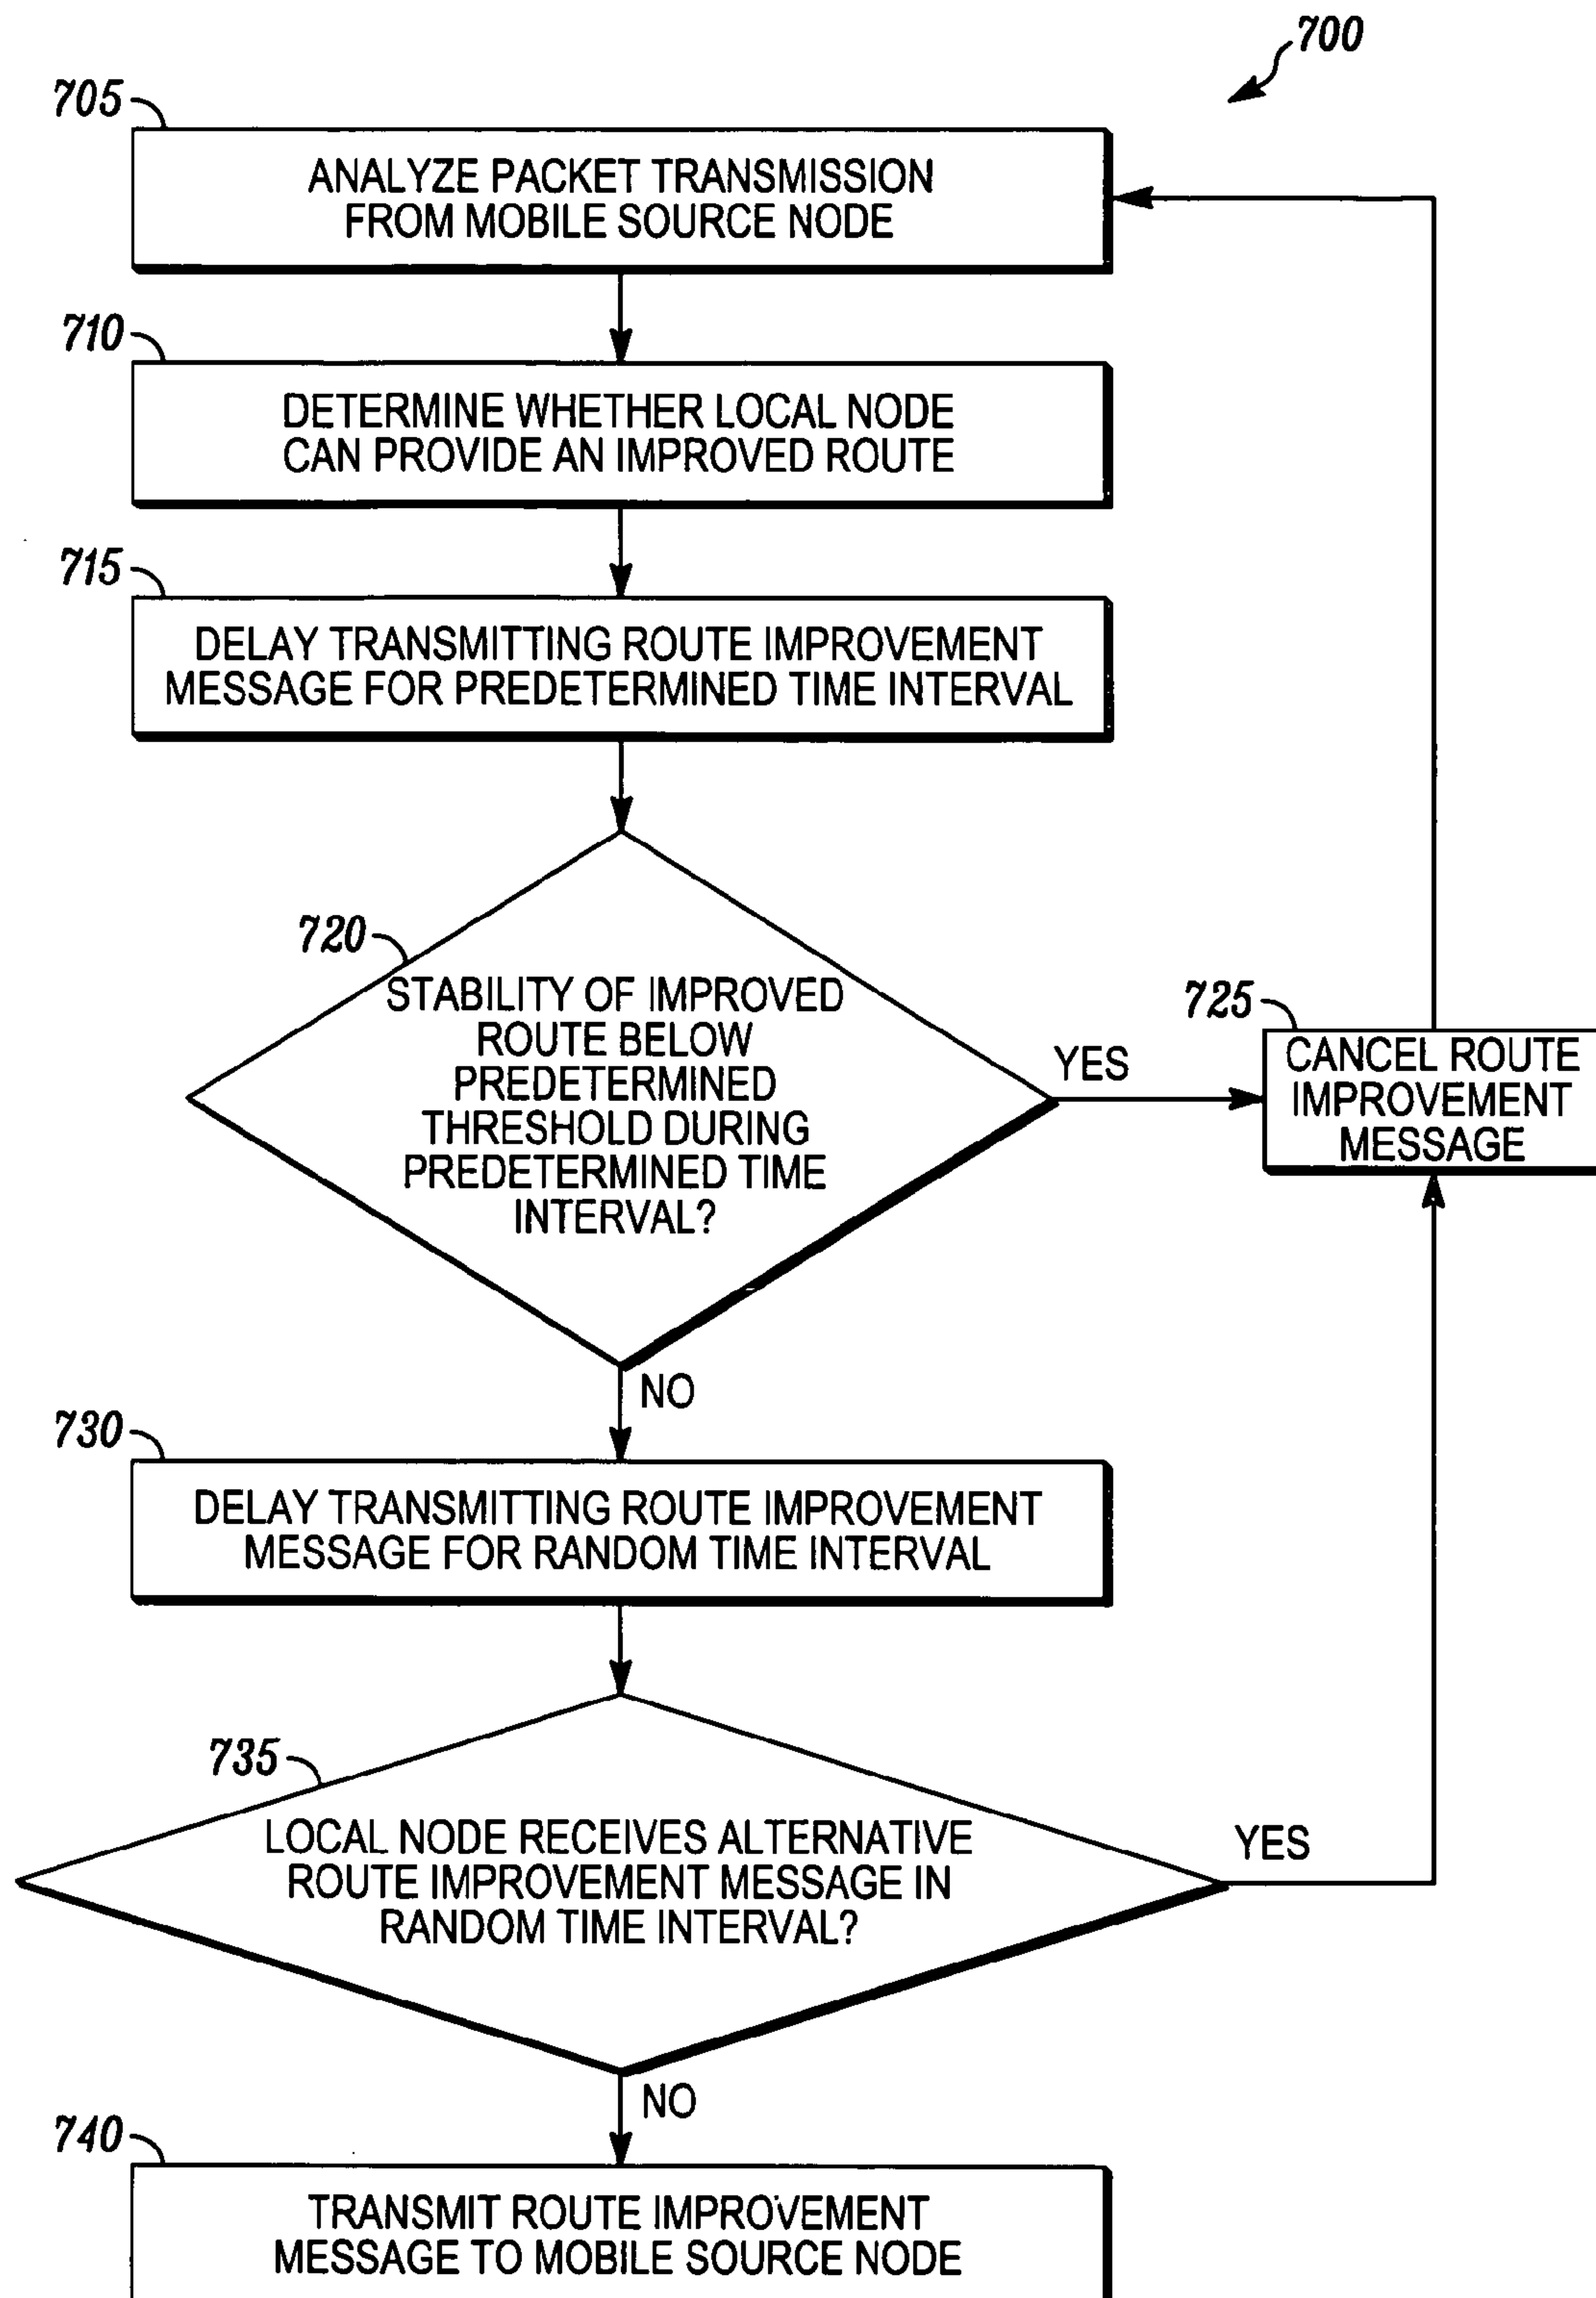 700
705
ANALYZE PACKET TRANSMISSION
FROM MOBILE SOURCE NODE
710
DETERMINE WHETHER LOCAL NODE
CAN PROVIDE AN IMPROVED ROUTE
715
DELAY TRANSMITTING ROUTE IMPROVEMENT
MESSAGE FOR PREDETERMINED TIME INTERVAL
720
STABILITY OF IMPROVED
ROUTE BELOW
PREDETERMINED
THRESHOLD DURING
PREDETERMINED TIME
INTERVAL?
YES
725
CANCEL ROUTE
IMPROVEMENT
MESSAGE
NO
730
DELAY TRANSMITTING ROUTE IMPROVEMENT
MESSAGE FOR RANDOM TIME INTERVAL
735
LOCAL NODE RECEIVES ALTERNATIVE
ROUTE IMPROVEMENT MESSAGE IN
RANDOM TIME INTERVAL?
YES
NO
740
TRANSMIT ROUTE IMPROVEMENT
MESSAGE TO MOBILE SOURCE NODE